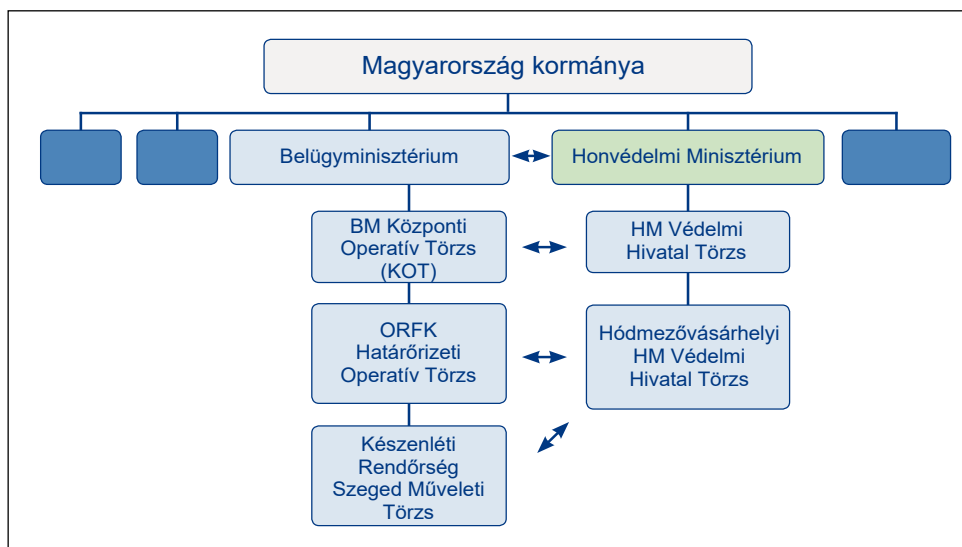 Magyarország kormánya
Belügyminisztérium
Honvédelmi Minisztérium
BM Központi
Operatív Törzs
(KOT)
HM Védelmi
Hivatal Törzs
ORFK
Határőrizeti
Operatív Törzs
Hódmezővásárhelyi
HM Védelmi
Hivatal Törzs
Készenléti
Rendőrség
Szeged Műveleti
Törzs